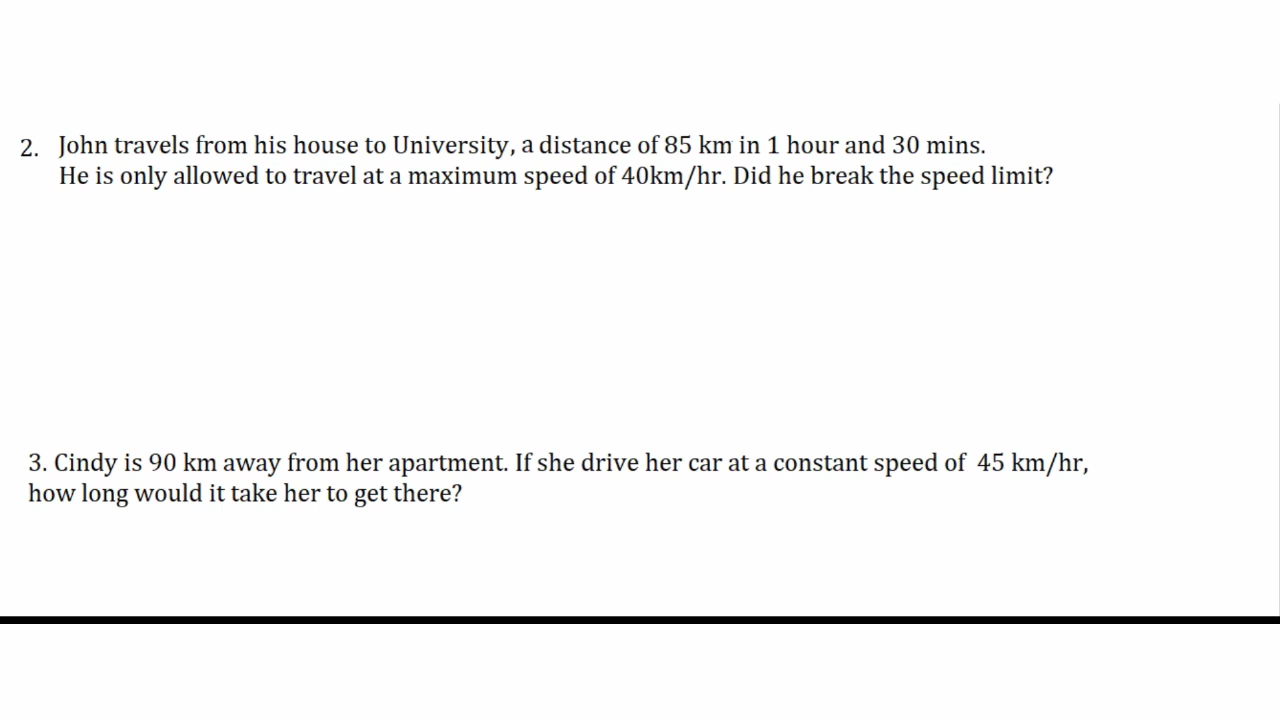 2. John travels from his house to University, a distance of 85 km in 1 hour and 30 mins.
He is only allowed to travel at a maximum speed of 40km/hr. Did he break the speed limit?
3. Cindy is 90 km away from her apartment. If she drive her car at a constant speed of 45 km/hr,
how long would it take her to get there?